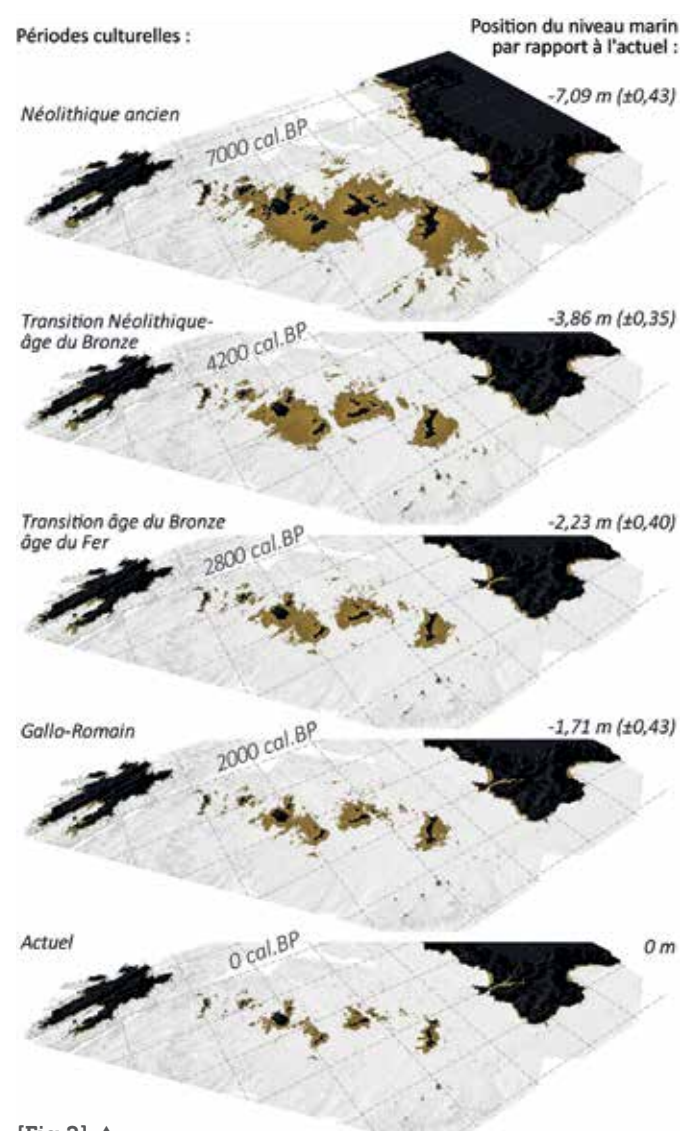 Périodes culturelles :
Position du niveau marin
par rapport à l'actuel :
Néolithique ancien
7000 cal.BP
-7,09 m (±0,43)
Transition Néolithique-
âge du Bronze
4200 cal.BP
-3,86 m (±0,35)
Transition âge du Bronze
âge du Fer
2800 cal.BP
-2,23 m (±0,40)
Gallo-Romain
2000 cal.BP
-1,71 m (±0,43)
Actuel
0 cal.BP
0 m